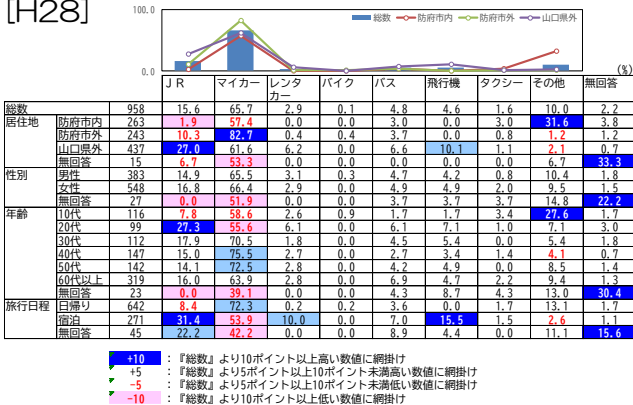 [H28]
100.0
0.0
総数 防府市内 防府市外 山口県外
(%)
ＪＲ マイカー レンタカー バイク バス 飛行機 タクシー その他 無回答
総数 958 15.6 65.7 2.9 0.1 4.8 4.6 1.6 10.0 2.2
居住地 防府市内 263 1.9 57.4 0.0 0.0 3.0 0.0 3.0 31.6 3.8
防府市外 243 10.3 82.7 0.4 0.4 3.7 0.0 0.8 1.2 1.2
山口県外 437 27.0 61.6 6.2 0.0 6.6 10.1 1.1 2.1 0.7
無回答 15 6.7 53.3 0.0 0.0 0.0 0.0 0.0 6.7 33.3
性別 男性 383 14.9 65.5 3.1 0.3 4.7 4.2 0.8 10.4 1.8
女性 548 16.8 66.4 2.9 0.0 4.9 4.9 2.0 9.5 1.5
無回答 27 0.0 51.9 0.0 0.0 3.7 3.7 3.7 14.8 22.2
年齢 10代 116 7.8 58.6 2.6 0.9 1.7 1.7 3.4 27.6 1.7
20代 99 27.3 55.6 6.1 0.0 6.1 7.1 1.0 7.1 3.0
30代 112 17.9 70.5 1.8 0.0 4.5 5.4 0.0 5.4 1.8
40代 147 15.0 75.5 2.7 0.0 2.7 3.4 1.4 4.1 0.7
50代 142 14.1 72.5 2.8 0.0 4.2 4.9 0.0 8.5 1.4
60代以上 319 16.0 63.9 2.8 0.0 6.9 4.7 2.2 9.4 1.3
無回答 23 0.0 39.1 0.0 0.0 4.3 8.7 4.3 13.0 30.4
旅行日程 日帰り 642 8.4 72.3 0.2 0.2 3.6 0.0 1.7 13.1 1.7
宿泊 271 31.4 53.9 10.0 0.0 7.0 15.5 1.5 2.6 1.1
無回答 45 22.2 42.2 0.0 0.0 8.9 4.4 0.0 11.1 15.6
+10 ：『総数』より10ポイント以上高い数値に網掛け
+5 ：『総数』より5ポイント以上10ポイント未満高い数値に網掛け
-5 ：『総数』より5ポイント以上10ポイント未満低い数値に網掛け
-10 ：『総数』より10ポイント以上低い数値に網掛け